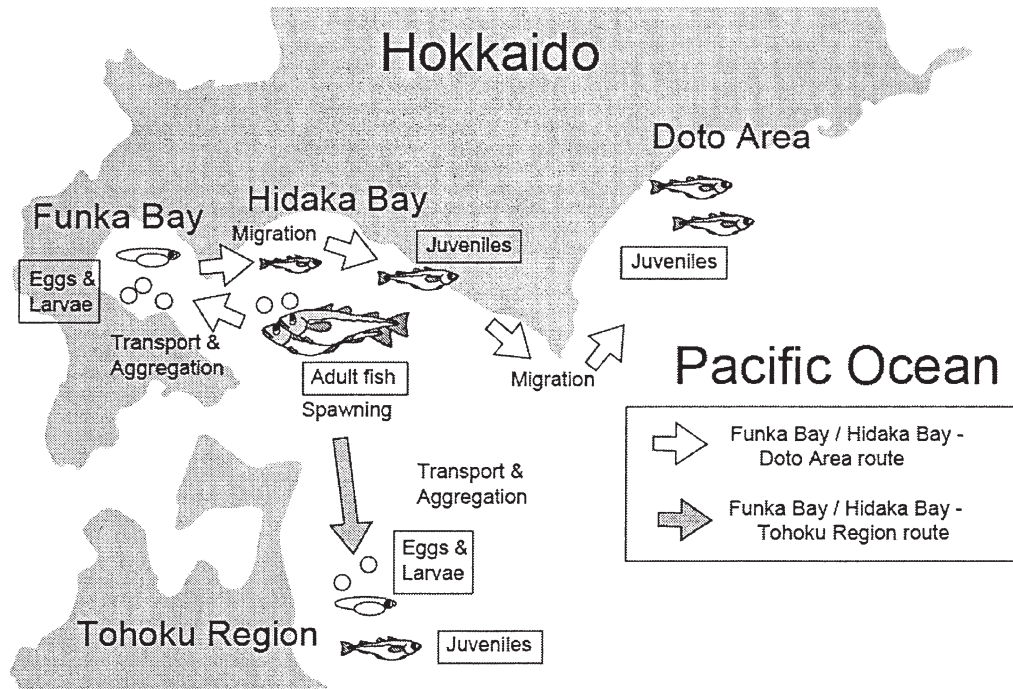 Hokkaido
Doto Area
Hidaka Bay
Funka Bay
Migration
Juveniles
Juveniles
Eggs &
Larvae
Transport &
Aggregation
Adult fish
Spawning
Migration
Pacific Ocean
Funka Bay / Hidaka Bay -
Doto Area route
Funka Bay / Hidaka Bay -
Tohoku Region route
Transport &
Aggregation
Eggs &
Larvae
Tohoku Region
Juveniles